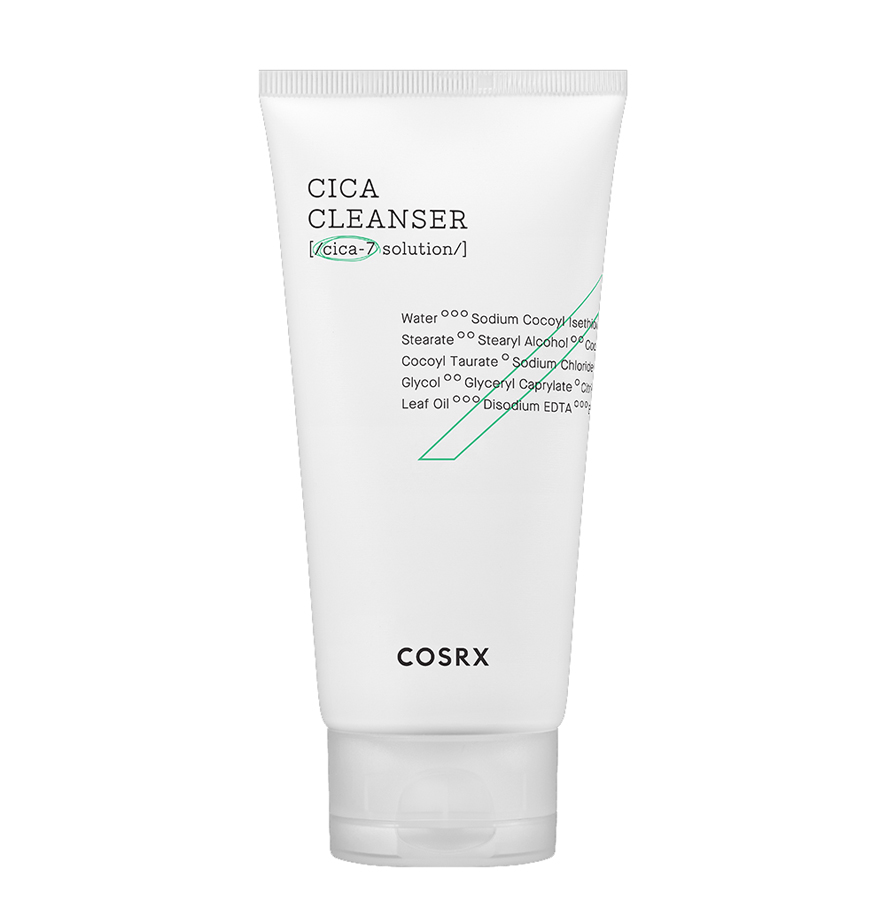 CICA
CLEANSER
[/cica-7 solution/]
Water °°° Sodium Cocoyl
Stearate °° Stearyl Alcohol °°
Cocoyl Taurate ° Sodium Chloride
Glycol °° Glyceryl Caprylate °
Leaf Oil °°° Disodium EDTA °°°
COSRX